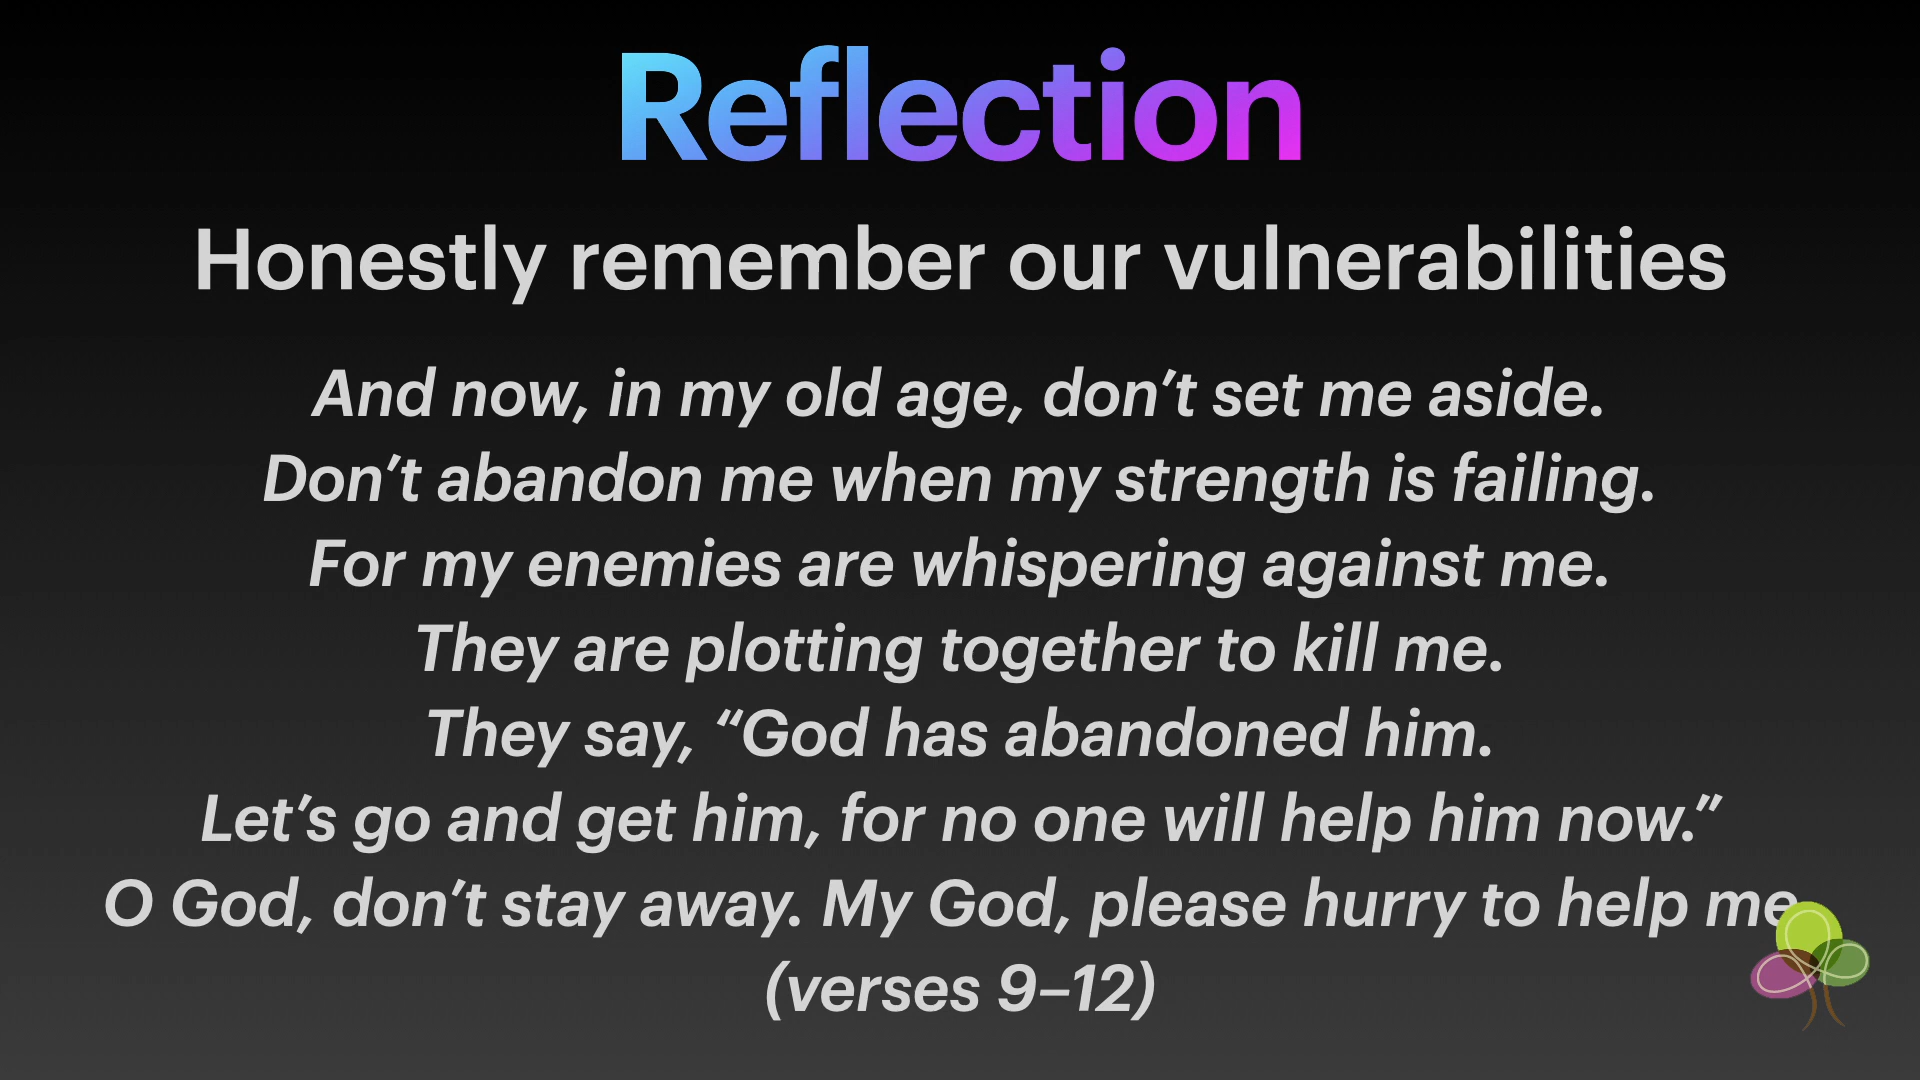 Reflection
Honestly remember our vulnerabilities
And now, in my old age, don’t set me aside.
Don’t abandon me when my strength is failing.
For my enemies are whispering against me.
They are plotting together to kill me.
They say, “God has abandoned him.
Let’s go and get him, for no one will help him now.”
O God, don’t stay away. My God, please hurry to help me
(verses 9–12)